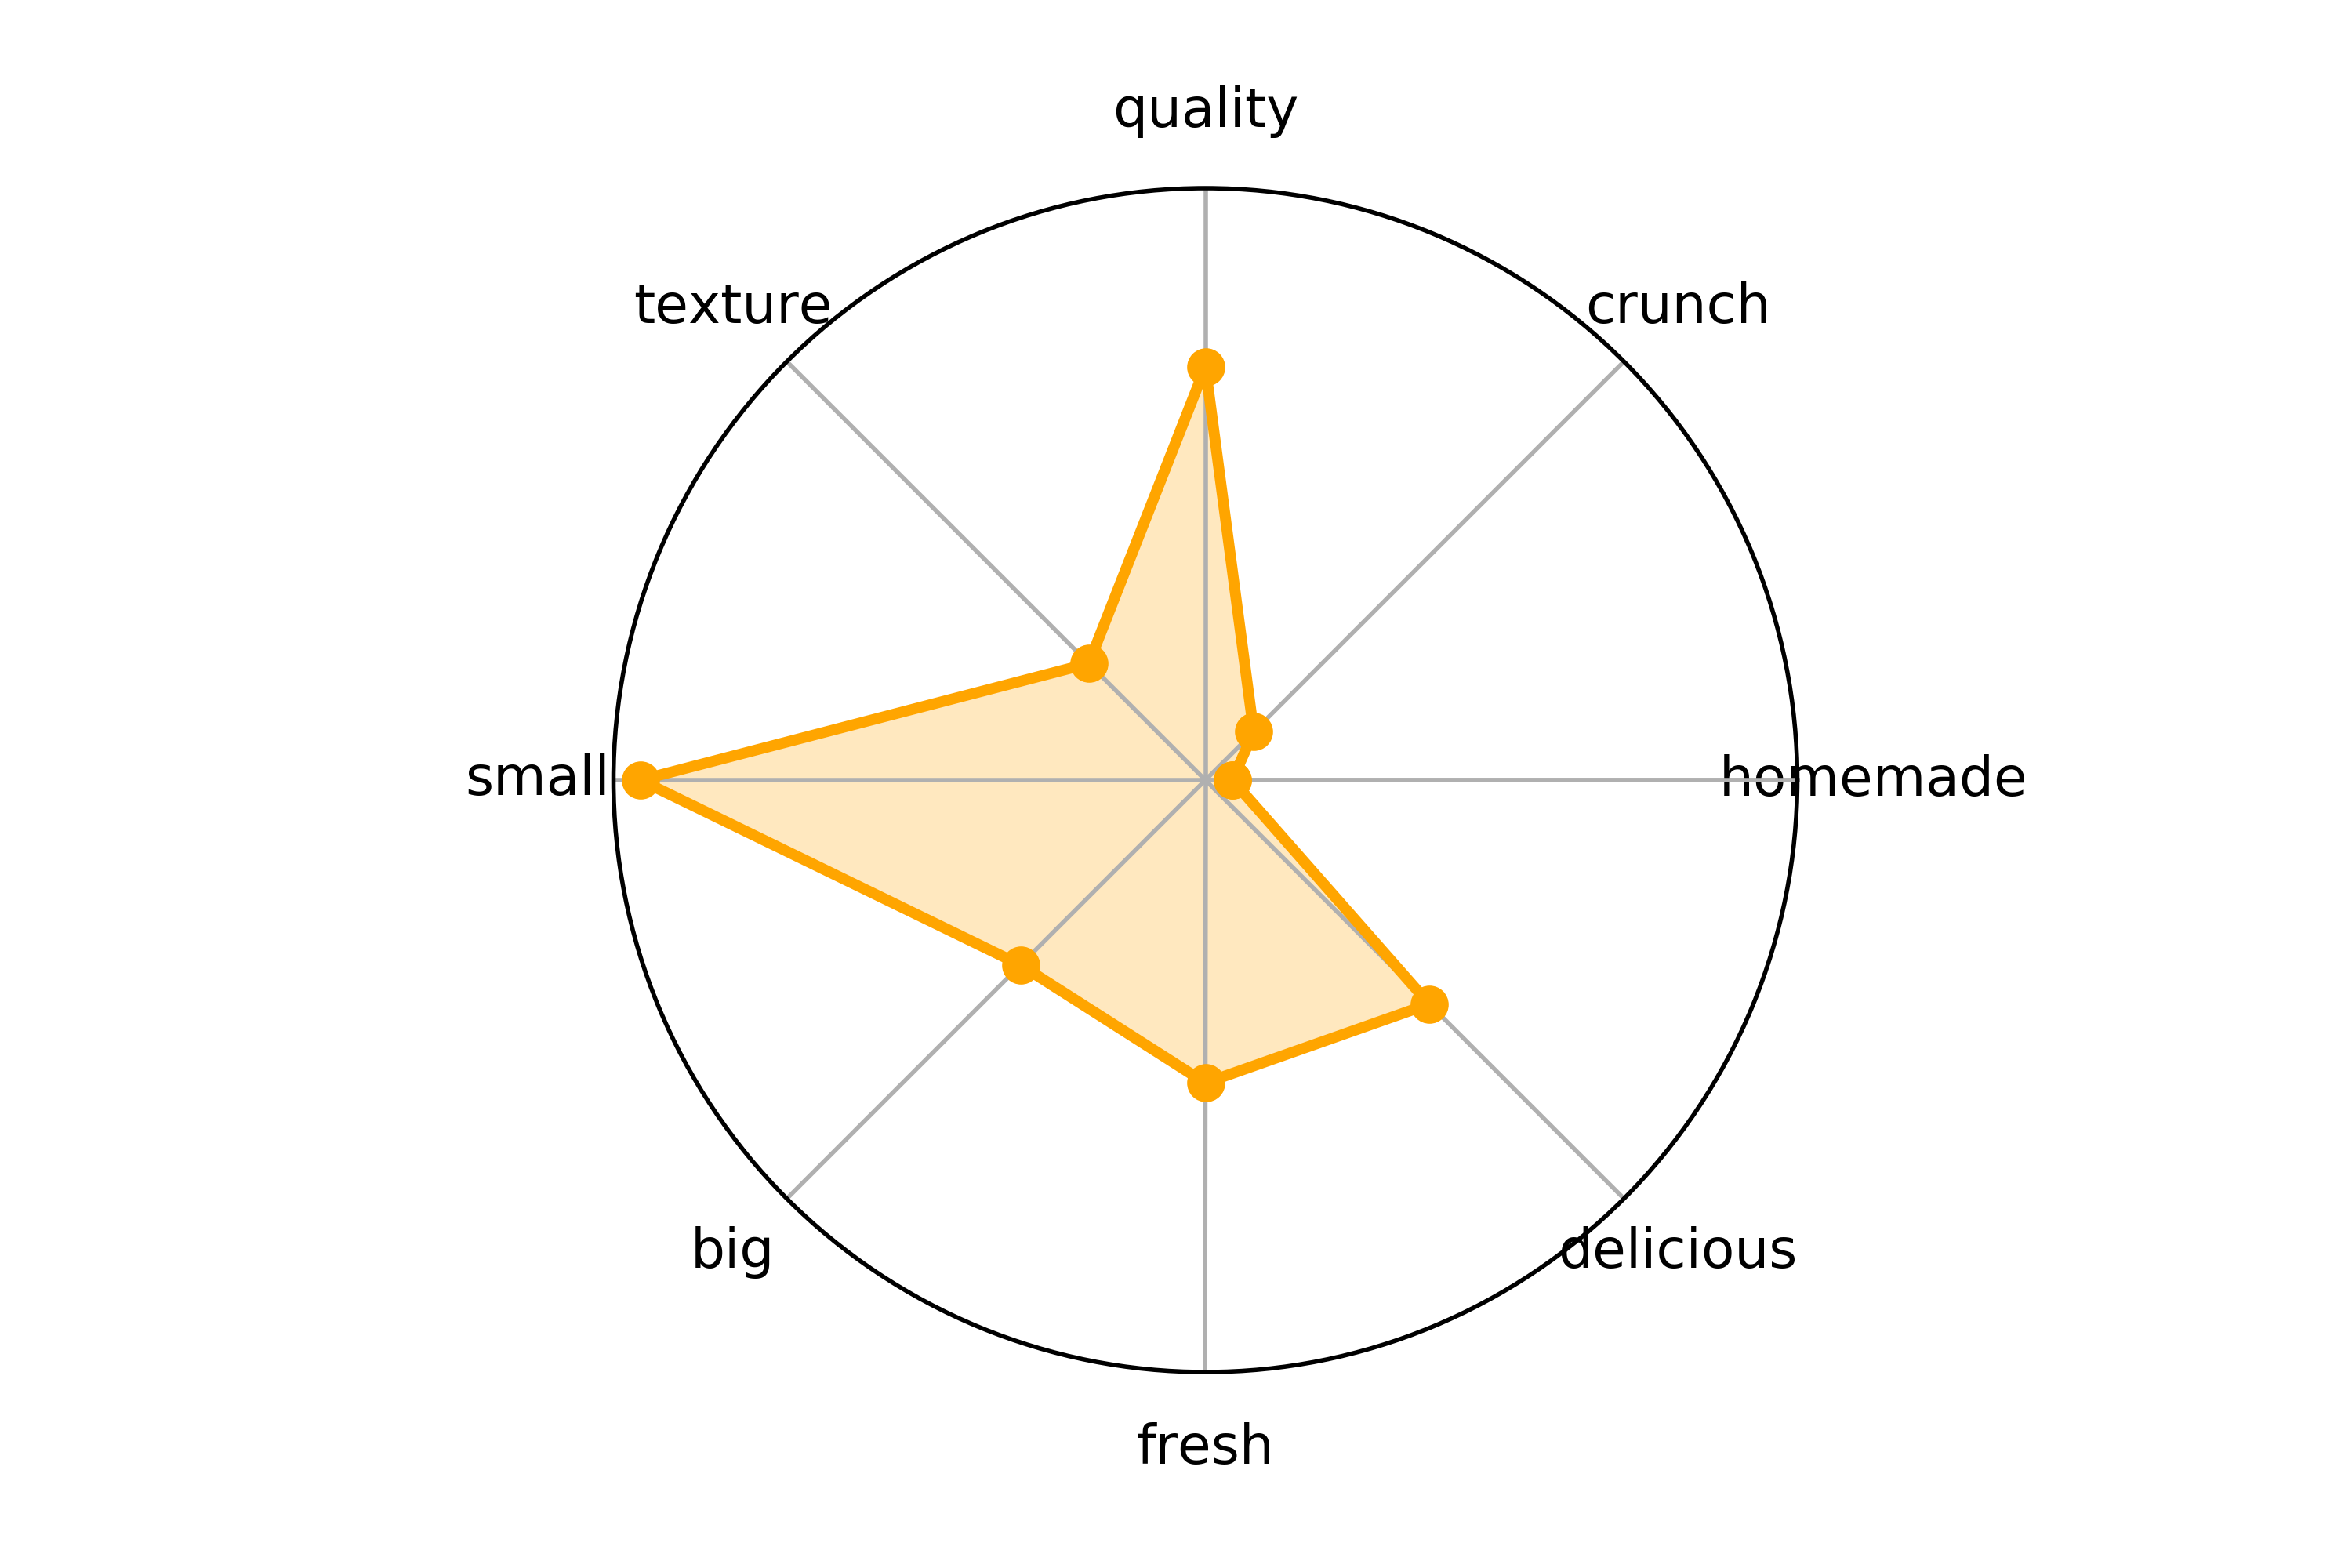 quality
texture
crunch
small
homemade
big
delicious
fresh